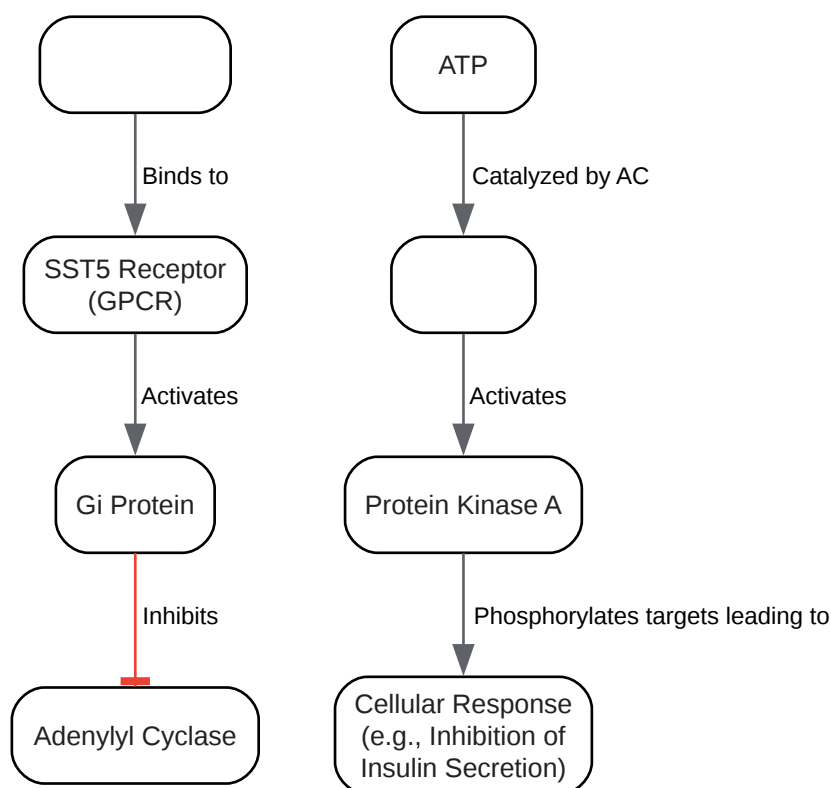 ATP
Binds to
Catalyzed by AC
SST5 Receptor
(GPCR)
Activates
Activates
Gi Protein
Protein Kinase A
Inhibits
Phosphorylates targets leading to
Adenylyl Cyclase
Cellular Response
(e.g., Inhibition of
Insulin Secretion)